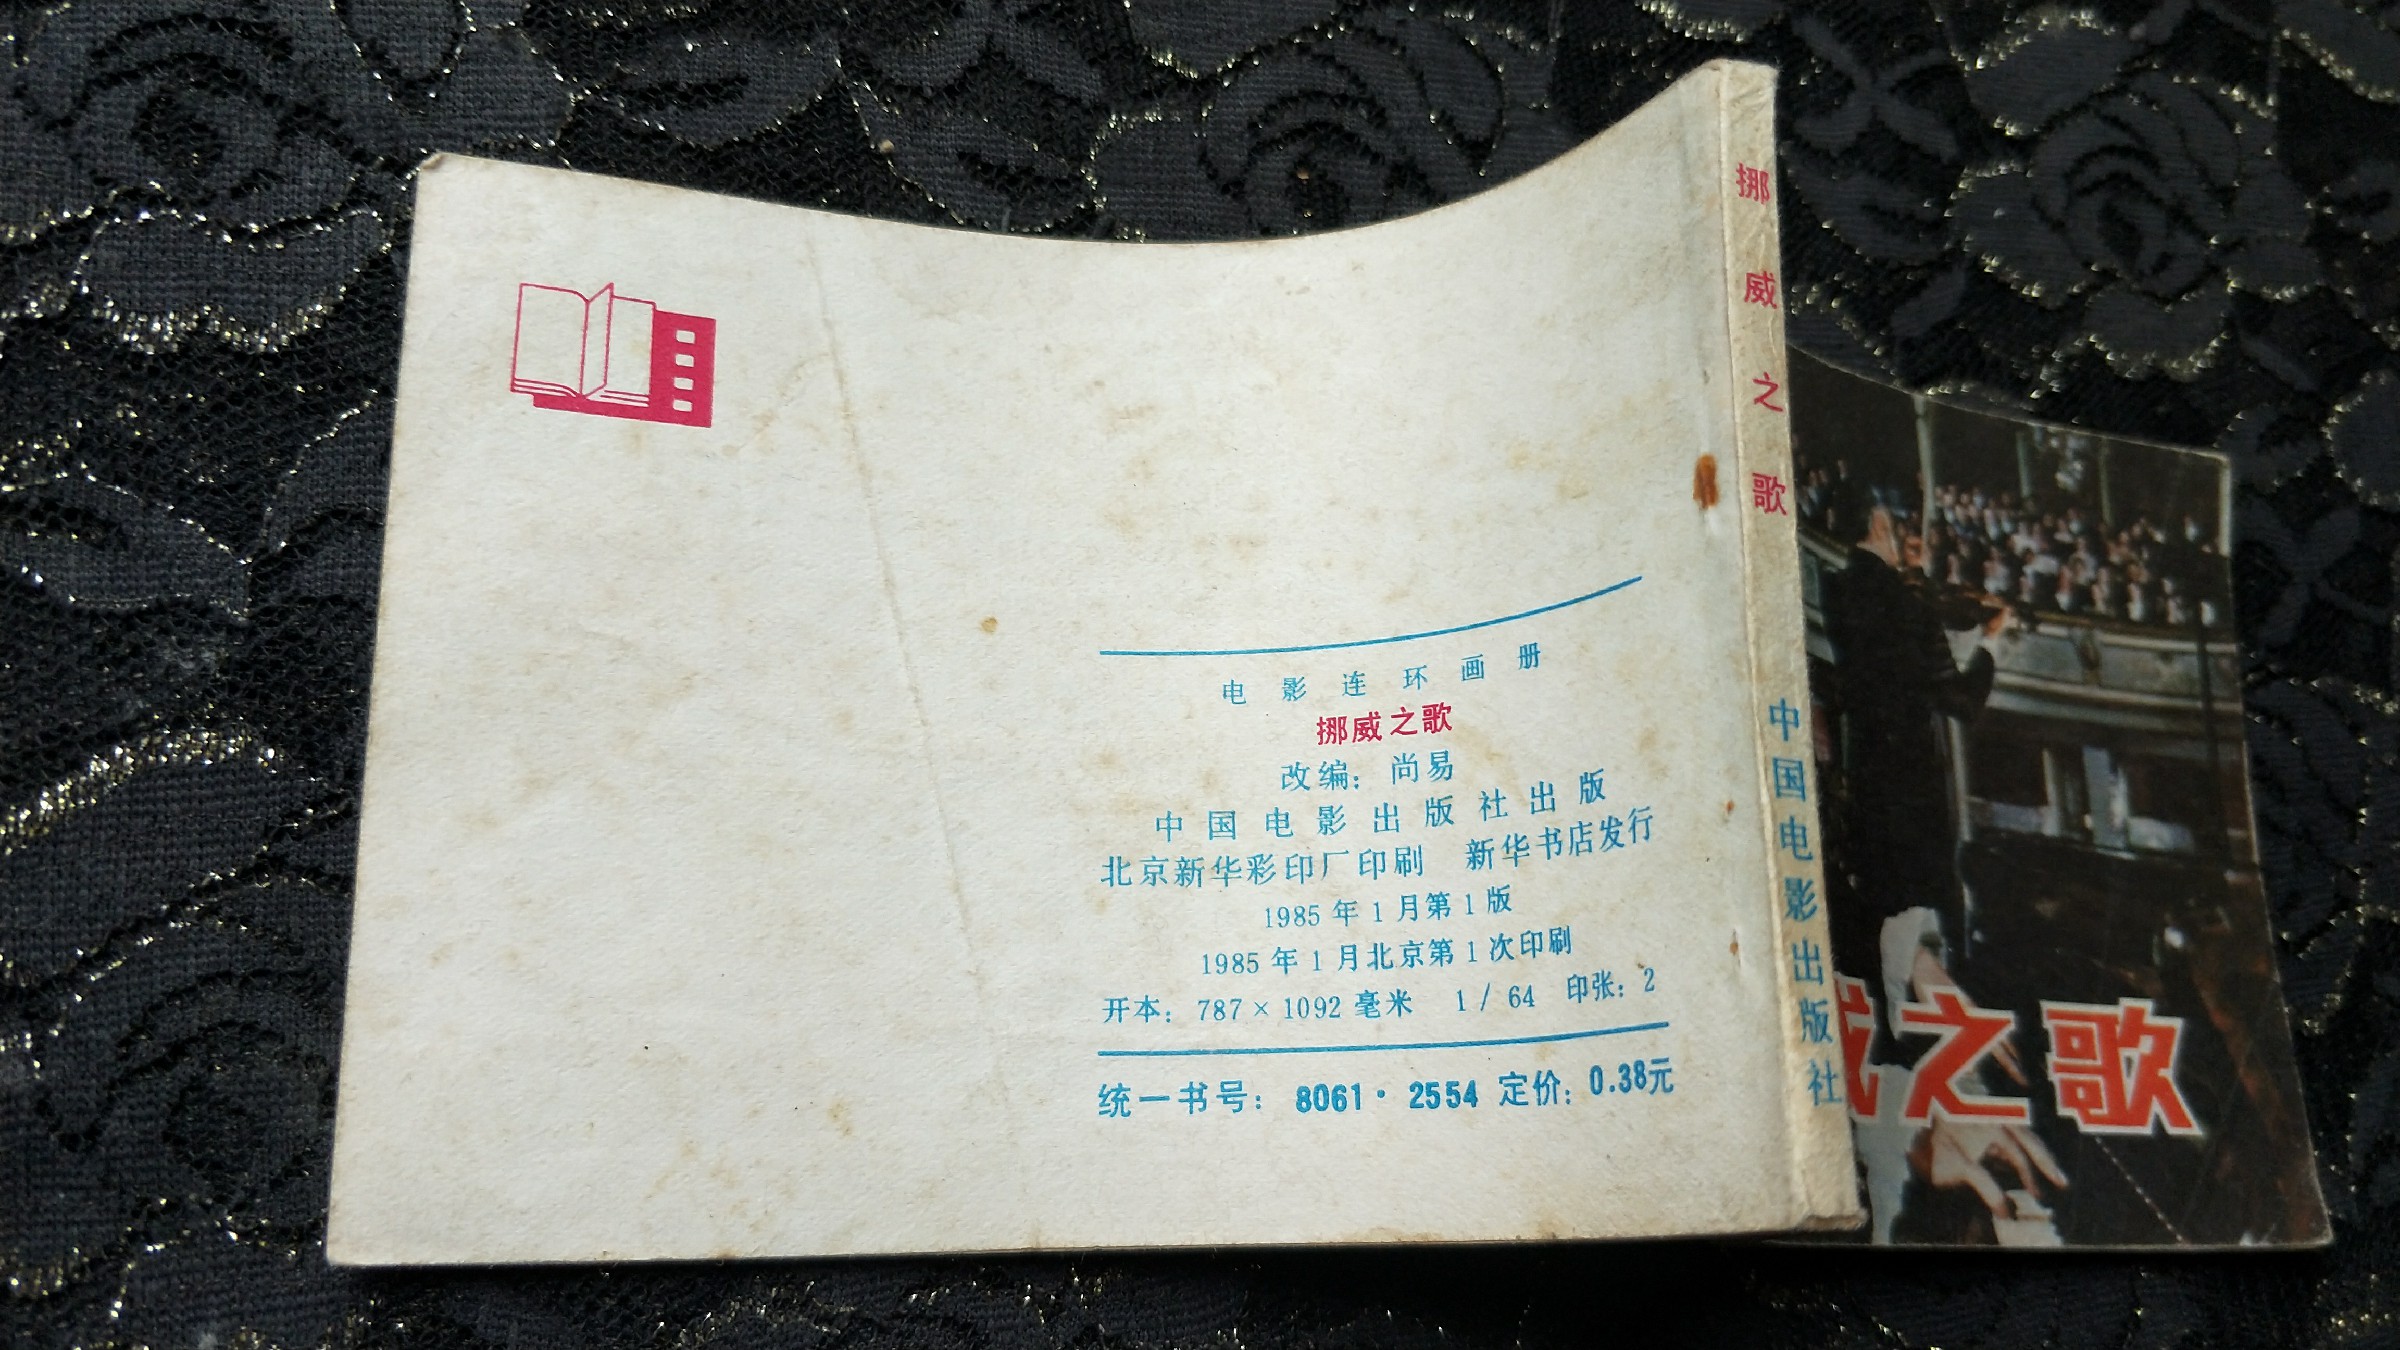 电影连环画册
挪威之歌
改编：尚易
中国电影出版社出版
北京新华彩印厂印刷 新华书店发行
1985年1月第1版
1985年1月北京第1次印刷
开本：787×1092毫米 1/64 印张：2
统一书号：8061·2554 定价：0.38元
挪威之歌
中国电影出版社
威之歌